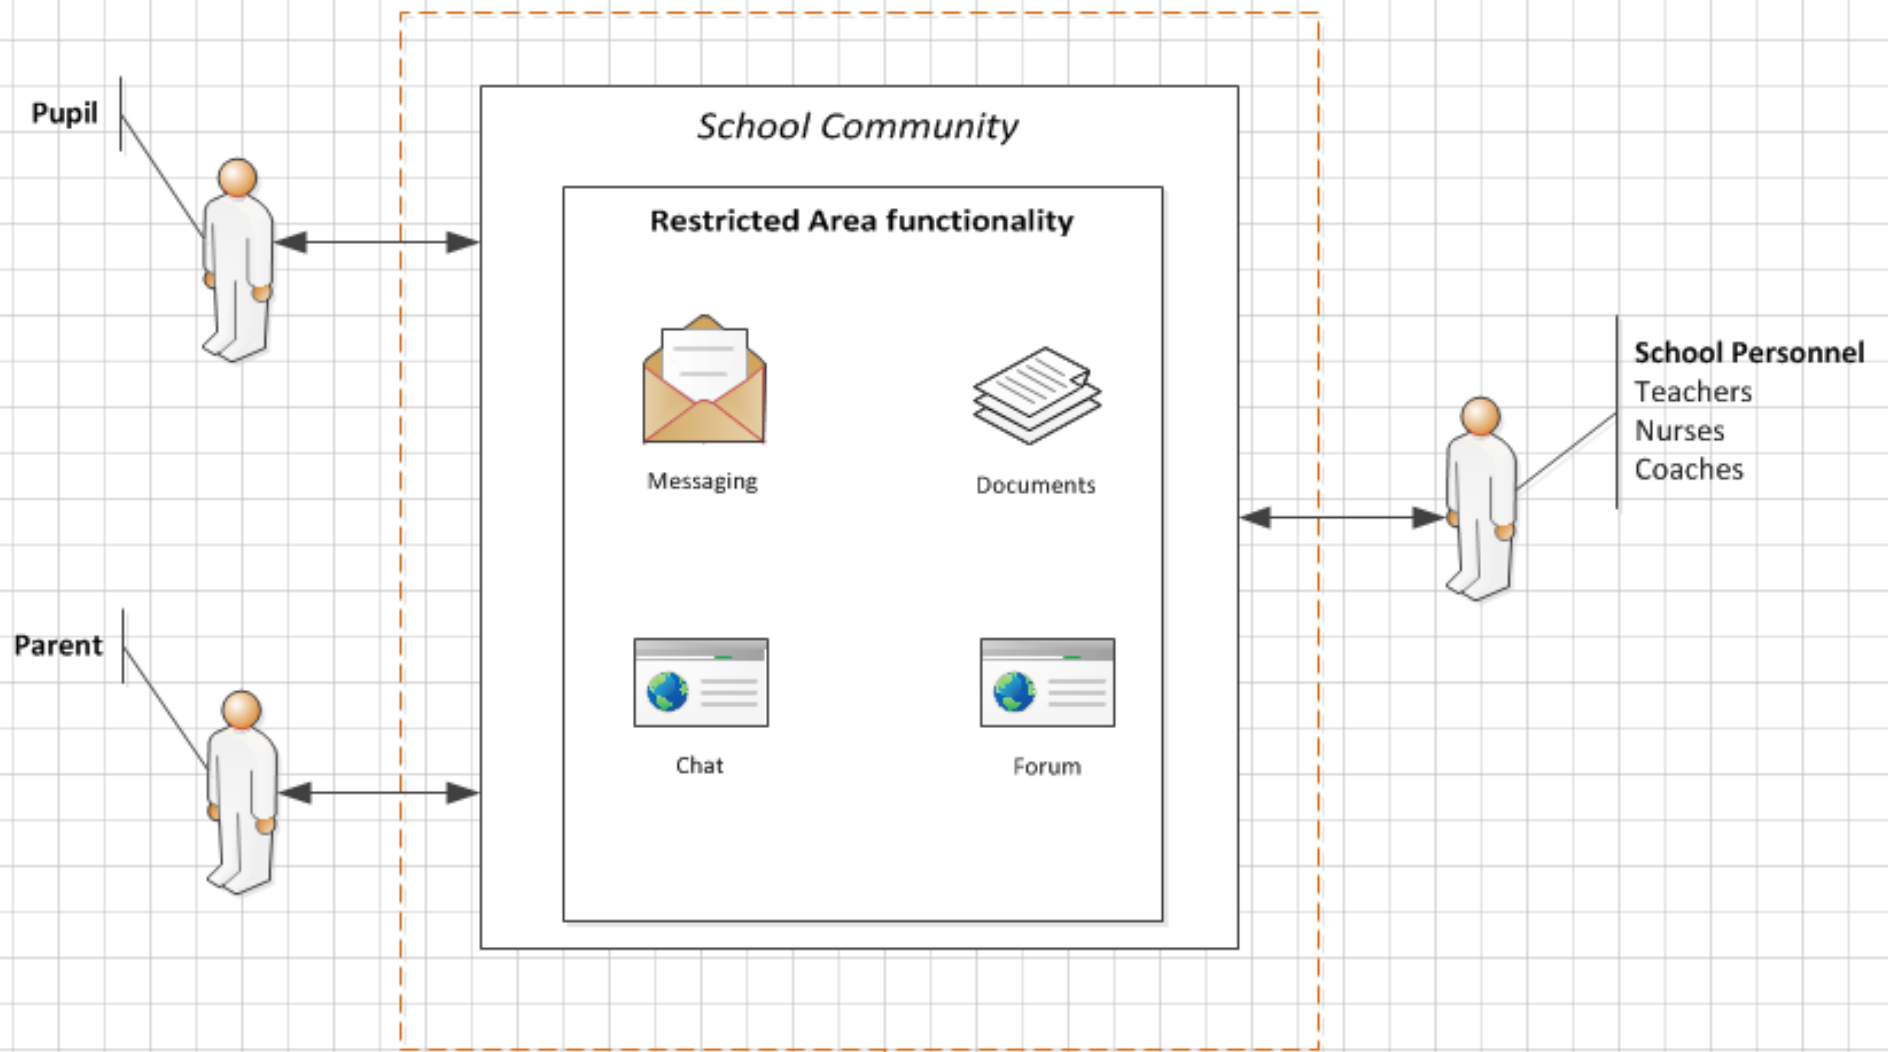 Pupil
School Community
Restricted Area functionality
Messaging
Documents
School Personnel
Teachers
Nurses
Coaches
Parent
Chat
Forum